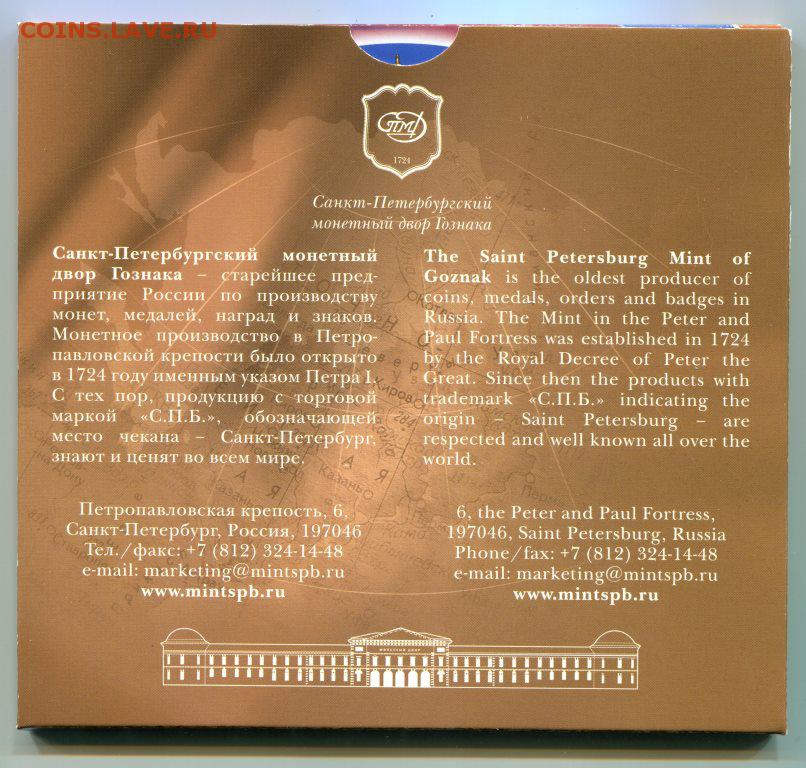 COINS.LAVE.RU
СПМД
1724
Санкт-Петербургский
монетный двор Гознака
Санкт-Петербургский монетный
двор Гознака – старейшее пред-
приятие России по производству
монет, медалей, наград и знаков.
Монетное производство в Петро-
павловской крепости было открыто
в 1724 году именным указом Петра I.
С тех пор, продукцию с торговой
маркой «С.П.Б.», обозначающей
место чекана – Санкт-Петербург,
знают и ценят во всем мире.
The Saint Petersburg Mint of
Goznak is the oldest producer of
coins, medals, orders and badges in
Russia. The Mint in the Peter and
Paul Fortress was established in 1724
by the Royal Decree of Peter the
Great. Since then the products with
trademark «С.П.Б.» indicating the
origin – Saint Petersburg – are
respected and well known all over the
world.
Петропавловская крепость, 6,
Санкт-Петербург, Россия, 197046
Тел./факс: +7 (812) 324-14-48
e-mail: marketing@mintspb.ru
www.mintspb.ru
6, the Peter and Paul Fortress,
197046, Saint Petersburg, Russia
Phone/fax: +7 (812) 324-14-48
e-mail: marketing@mintspb.ru
www.mintspb.ru
МОНЕТНЫЙ ДВОР